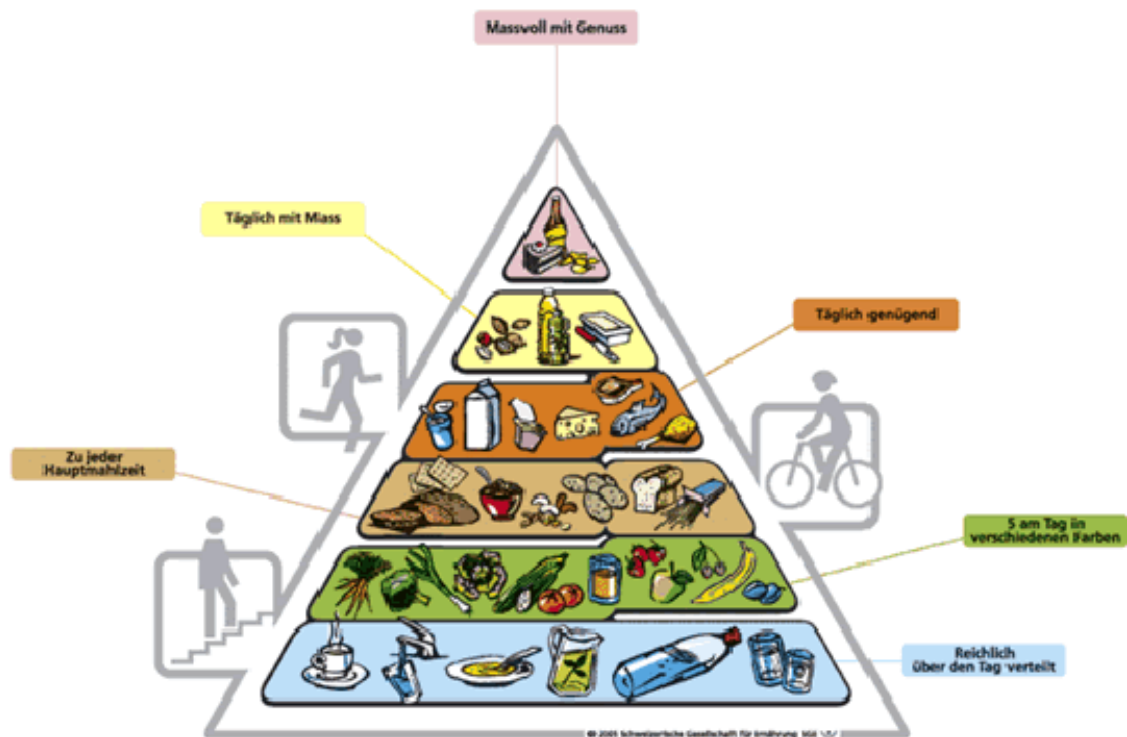 Massvoll mit Genuss
Täglich mit Mass
Täglich genügend
Zu jeder
Hauptmahlzeit
5 am Tag in
verschiedenen Farben
Reichlich
über den Tag verteilt
© 2005 Schweizerische Gesellschaft für Ernährung, SGE